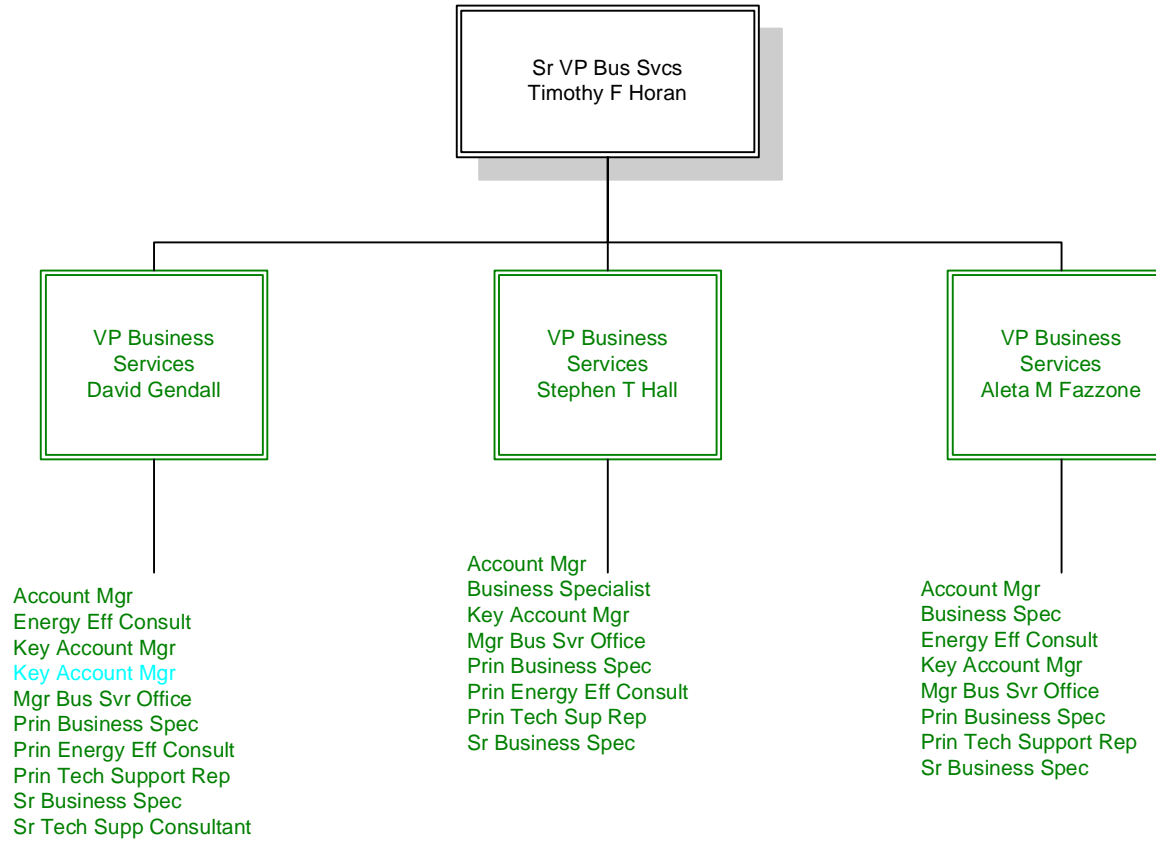 Sr VP Bus Svcs
Timothy F Horan
VP Business
Services
David Gendall
VP Business
Services
Stephen T Hall
VP Business
Services
Aleta M Fazzone
Account Mgr
Energy Eff Consult
Key Account Mgr
Key Account Mgr
Mgr Bus Svr Office
Prin Business Spec
Prin Energy Eff Consult
Prin Tech Support Rep
Sr Business Spec
Sr Tech Supp Consultant
Account Mgr
Business Specialist
Key Account Mgr
Mgr Bus Svr Office
Prin Business Spec
Prin Energy Eff Consult
Prin Tech Sup Rep
Sr Business Spec
Account Mgr
Business Spec
Energy Eff Consult
Key Account Mgr
Mgr Bus Svr Office
Prin Business Spec
Prin Tech Support Rep
Sr Business Spec